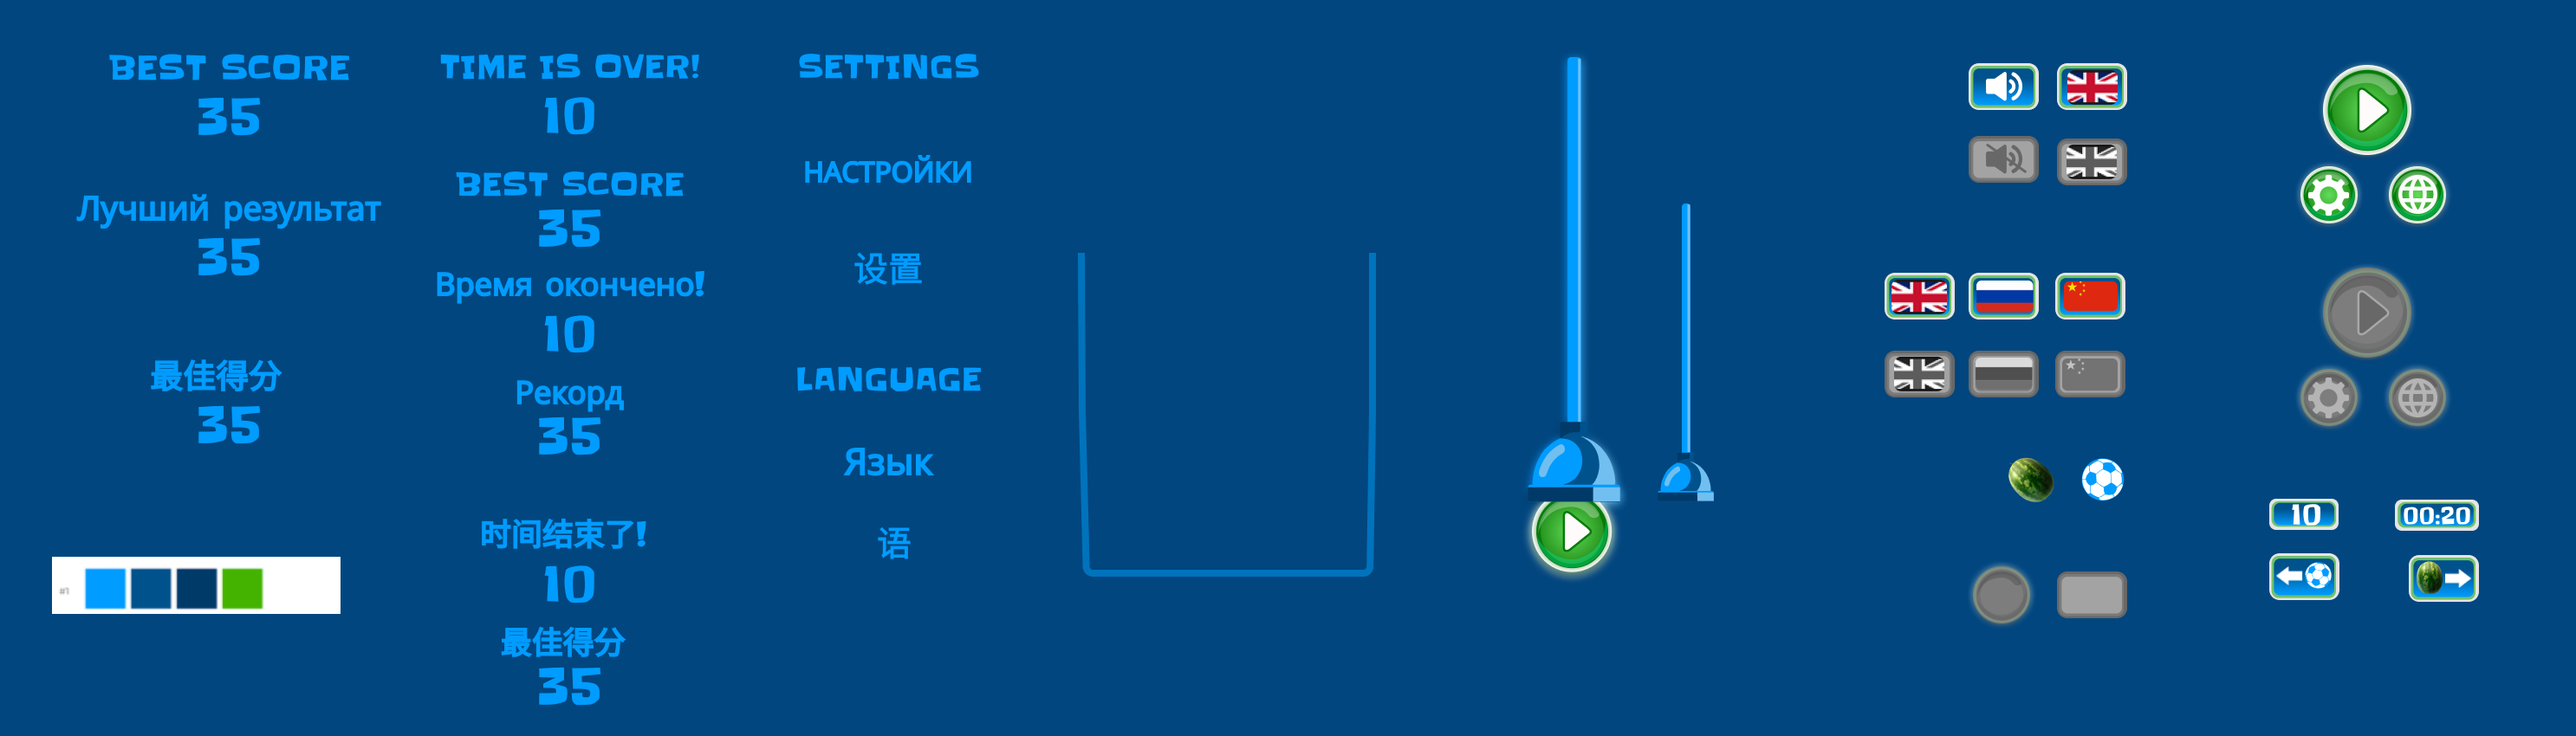 BEST SCORE
35
Лучший результат
35
最佳得分
35
#1
TIME IS OVER!
10
BEST SCORE
35
Время окончено!
10
Рекорд
35
时间结束了!
10
最佳得分
35
SETTINGS
НАСТРОЙКИ
设置
LANGUAGE
Язык
语
10
00:20